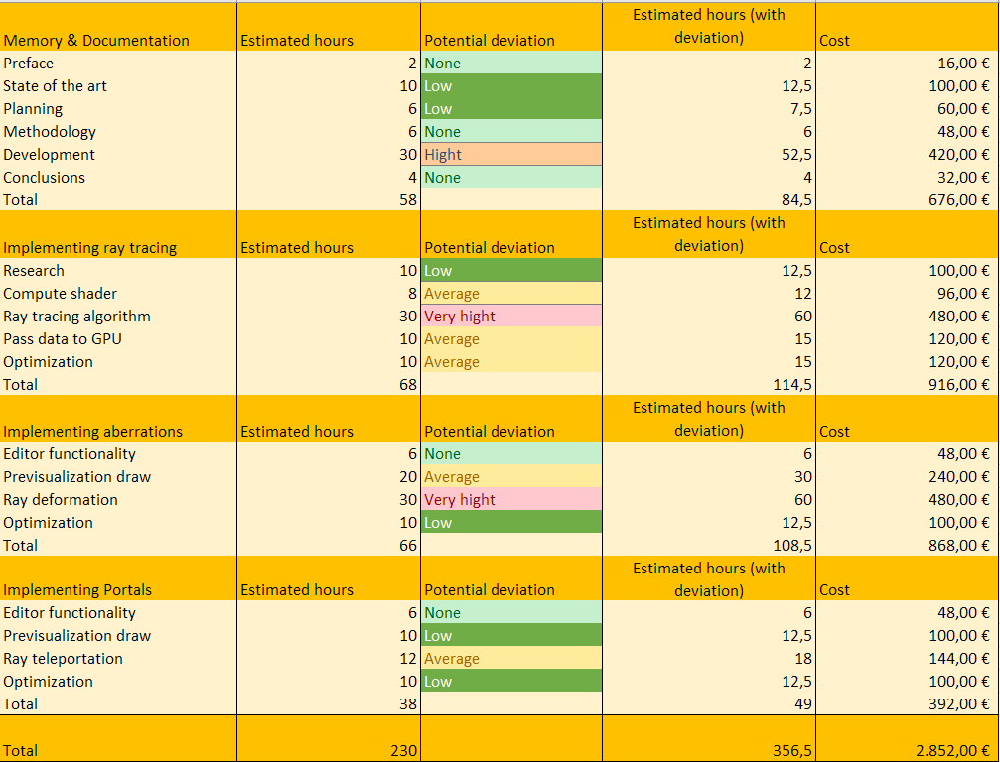 Memory & Documentation Estimated hours Potential deviation Estimated hours (with deviation) Cost
Preface 2 None 2 16,00 €
State of the art 10 Low 12,5 100,00 €
Planning 6 Low 7,5 60,00 €
Methodology 6 None 6 48,00 €
Development 30 Hight 52,5 420,00 €
Conclusions 4 None 4 32,00 €
Total 58 84,5 676,00 €
Implementing ray tracing Estimated hours Potential deviation Estimated hours (with deviation) Cost
Research 10 Low 12,5 100,00 €
Compute shader 8 Average 12 96,00 €
Ray tracing algorithm 30 Very hight 60 480,00 €
Pass data to GPU 10 Average 15 120,00 €
Optimization 10 Average 15 120,00 €
Total 68 114,5 916,00 €
Implementing aberrations Estimated hours Potential deviation Estimated hours (with deviation) Cost
Editor functionality 6 None 6 48,00 €
Previsualization draw 20 Average 30 240,00 €
Ray deformation 30 Very hight 60 480,00 €
Optimization 10 Low 12,5 100,00 €
Total 66 108,5 868,00 €
Implementing Portals Estimated hours Potential deviation Estimated hours (with deviation) Cost
Editor functionality 6 None 6 48,00 €
Previsualization draw 10 Low 12,5 100,00 €
Ray teleportation 12 Average 18 144,00 €
Optimization 10 Low 12,5 100,00 €
Total 38 49 392,00 €
Total 230 356,5 2.852,00 €